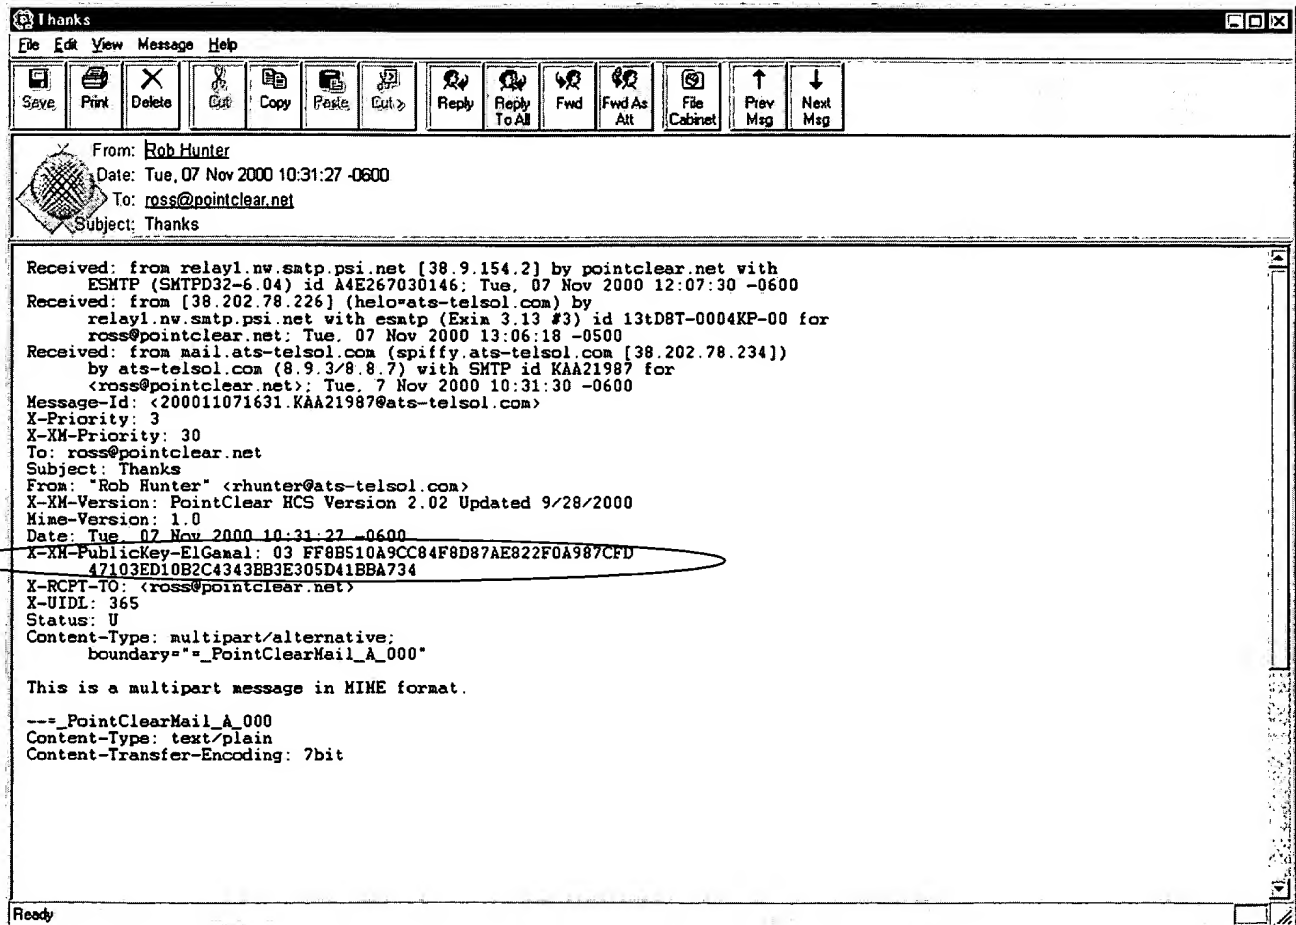 Thanks
File Edit View Message Help
Save Print Delete Cut Copy Paste Cut > Reply Reply To All Fwd Fwd As Att File Cabinet Prev Msg Next Msg
From: Rob Hunter
Date: Tue, 07 Nov 2000 10:31:27 -0600
To: ross@pointclear.net
Subject: Thanks
Received: from relay1.nw.smtp.psi.net [38.9.154.2] by pointclear.net with
ESMTP (SMTPD32-6.04) id A4E267030146; Tue, 07 Nov 2000 12:07:30 -0600
Received: from [38.202.78.226] (helo=ats-telsol.com) by
relay1.nw.smtp.psi.net with esmtp (Exim 3.13 #3) id 13tD8T-0004KP-00 for
ross@pointclear.net; Tue, 07 Nov 2000 13:06:18 -0500
Received: from mail.ats-telsol.com (spiffy.ats-telsol.com [38.202.78.234])
by ats-telsol.com (8.9.3/8.8.7) with SMTP id KAA21987 for
<ross@pointclear.net>; Tue, 7 Nov 2000 10:31:30 -0600
Message-Id: <200011071631.KAA21987@ats-telsol.com>
X-Priority: 3
X-XM-Priority: 30
To: ross@pointclear.net
Subject: Thanks
From: "Rob Hunter" <rhunter@ats-telsol.com>
X-XM-Version: PointClear HCS Version 2.02 Updated 9/28/2000
Mime-Version: 1.0
Date: Tue, 07 Nov 2000 10:31:27 -0600
X-XM-PublicKey-ElGamal: 03 FF8B510A9CC84F8D87AE822F0A987CFD
47103ED10B2C4343BB3E305D41BBA734
X-RCPT-TO: <ross@pointclear.net>
X-UIDL: 365
Status: U
Content-Type: multipart/alternative;
boundary="=_PointClearMail_A_000"
This is a multipart message in MIME format.
--=_PointClearMail_A_000
Content-Type: text/plain
Content-Transfer-Encoding: 7bit
Ready